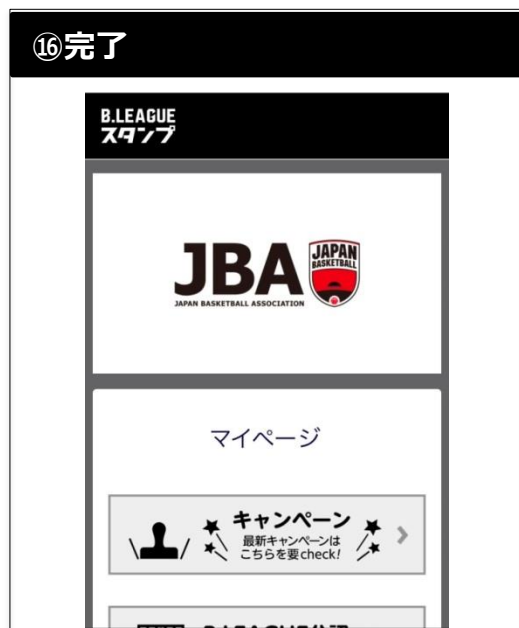 ⑯完了
B.LEAGUE
スタンプ
JBA
JAPAN BASKETBALL ASSOCIATION
JAPAN
BASKETBALL
マイページ
キャンペーン
最新キャンペーンは
こちらを要check!